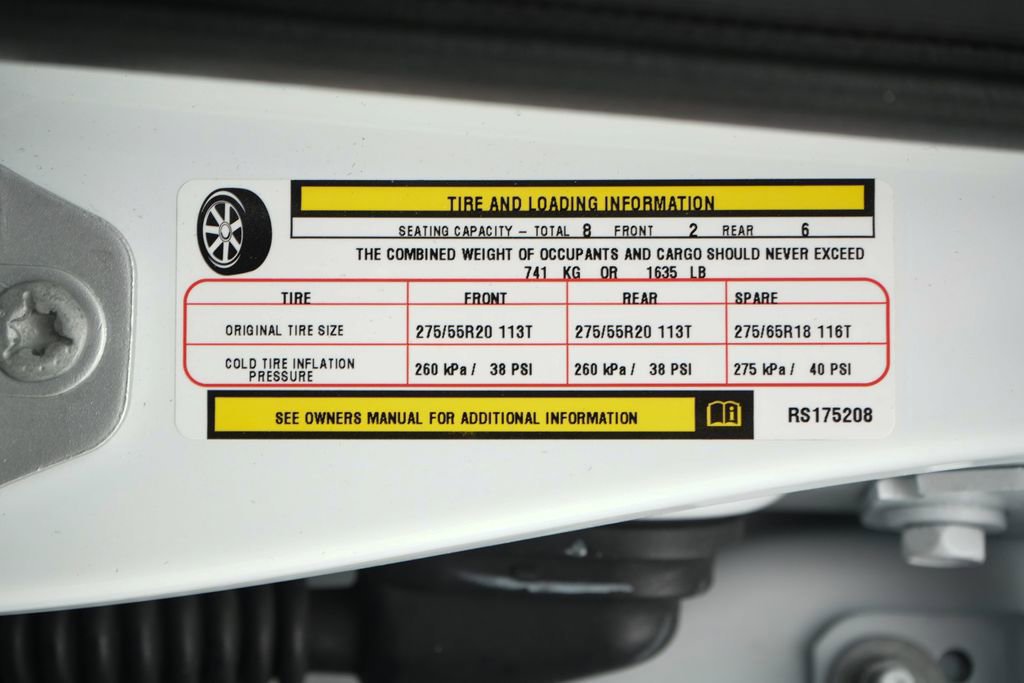 TIRE AND LOADING INFORMATION
SEATING CAPACITY – TOTAL 8 FRONT 2 REAR 6
THE COMBINED WEIGHT OF OCCUPANTS AND CARGO SHOULD NEVER EXCEED
741 KG OR 1635 LB
TIRE FRONT REAR SPARE
ORIGINAL TIRE SIZE 275/55R20 113T 275/55R20 113T 275/65R18 116T
COLD TIRE INFLATION
PRESSURE 260 kPa / 38 PSI 260 kPa / 38 PSI 275 kPa / 40 PSI
SEE OWNERS MANUAL FOR ADDITIONAL INFORMATION RS175208